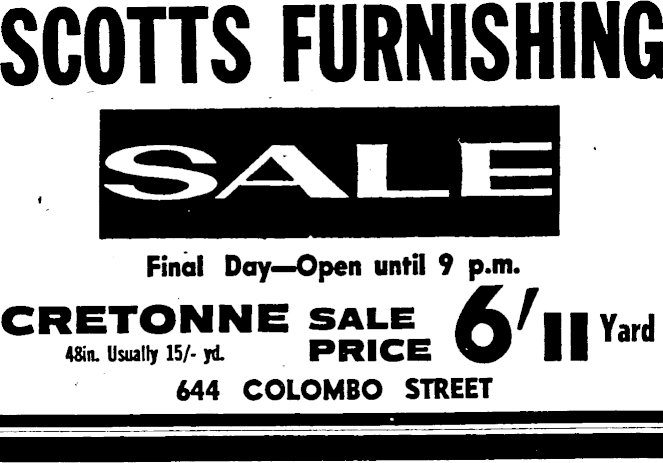 SCOTTS FURNISHING
SALE
Final Day—Open until 9 p.m.
CRETONNE SALE PRICE 6/11 Yard
48in. Usually 15/- yd.
644 COLOMBO STREET